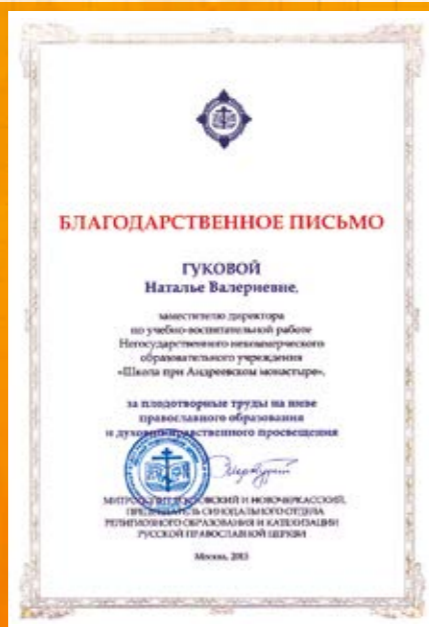 БЛАГОДАРСТВЕННОЕ ПИСЬМО
ГУКОВОЙ
Наталье Валериевне,
заместителю директора
по учебно-воспитательной работе
Негосударственного некоммерческого
образовательного учреждения
«Школа при Андреевском монастыре»,
за плодотворные труды на ниве
православного образования
и духовно-нравственного просвещения
МИТРОПОЛИТ РОСТОВСКИЙ И НОВОЧЕРКАССКИЙ,
ПРЕДСЕДАТЕЛЬ СИНОДАЛЬНОГО ОТДЕЛА
РЕЛИГИОЗНОГО ОБРАЗОВАНИЯ И КАТЕХИЗАЦИИ
РУССКОЙ ПРАВОСЛАВНОЙ ЦЕРКВИ
Москва, 2013